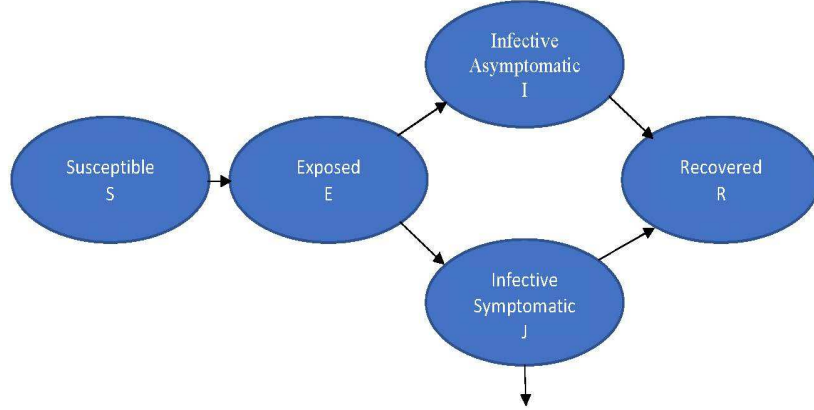 Infective
Asymptomatic
I
Susceptible
S
Exposed
E
Recovered
R
Infective
Symptomatic
J